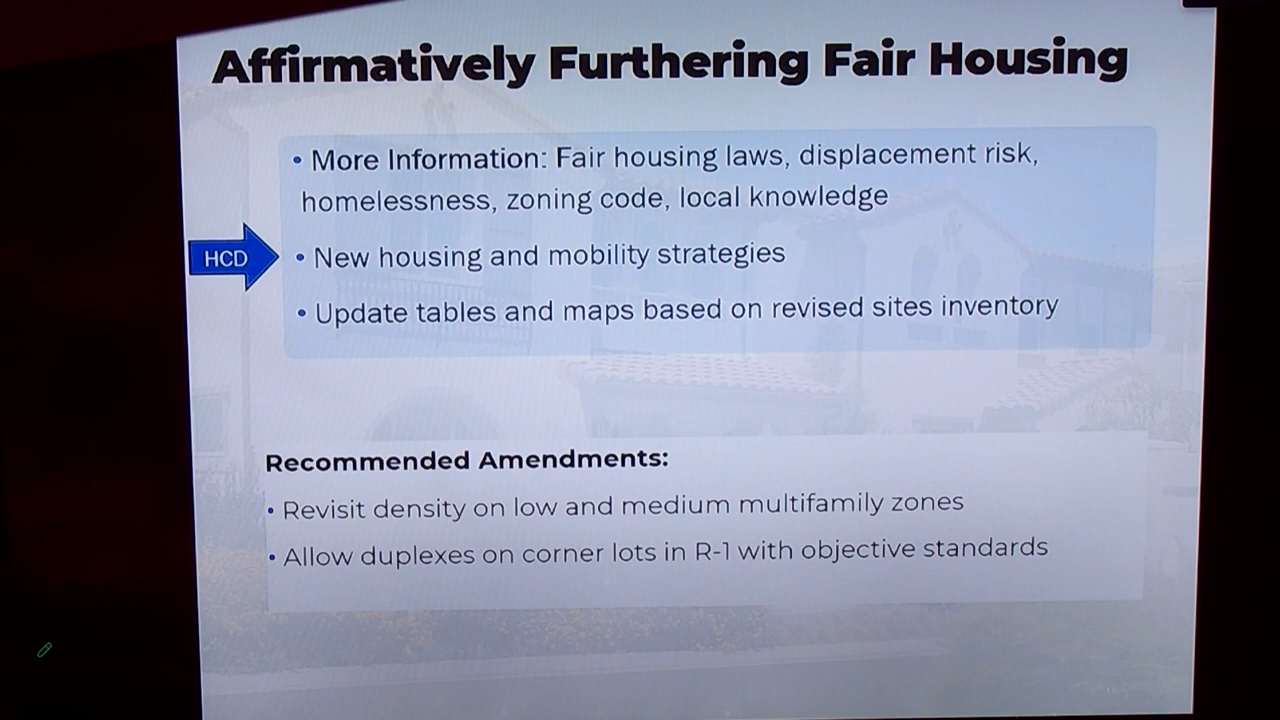 Affirmatively Furthering Fair Housing
• More Information: Fair housing laws, displacement risk,
homelessness, zoning code, local knowledge
HCD
• New housing and mobility strategies
• Update tables and maps based on revised sites inventory
Recommended Amendments:
• Revisit density on low and medium multifamily zones
• Allow duplexes on corner lots in R-1 with objective standards